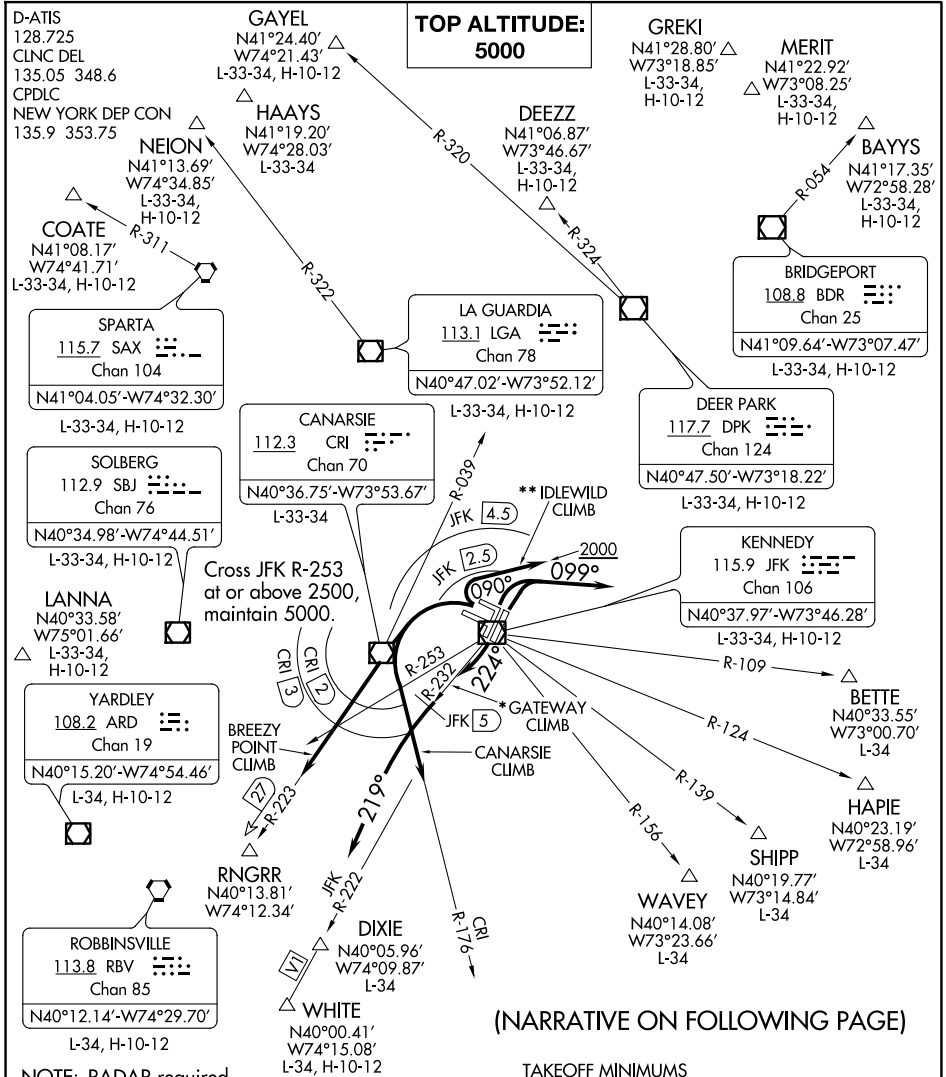 D-ATIS
128.725
CLNC DEL
135.05 348.6
CPDLC
NEW YORK DEP CON
135.9 353.75
GAYEL
N41°24.40′
W74°21.43′
L-33-34, H-10-12
TOP ALTITUDE:
5000
GREKI
N41°28.80′
W73°18.85′
L-33-34,
H-10-12
MERIT
N41°22.92′
W73°08.25′
L-33-34,
H-10-12
HAAYS
N41°19.20′
W74°28.03′
L-33-34
NEION
N41°13.69′
W74°34.85′
L-33-34,
H-10-12
DEEZZ
N41°06.87′
W73°46.67′
L-33-34,
H-10-12
BAYYS
N41°17.35′
W72°58.28′
L-33-34,
H-10-12
COATE
N41°08.17′
W74°41.71′
L-33-34, H-10-12
R-311
R-322
R-320
R-324
R-054
SPARTA
115.7 SAX
Chan 104
N41°04.05′-W74°32.30′
L-33-34, H-10-12
LA GUARDIA
113.1 LGA
Chan 78
N40°47.02′-W73°52.12′
L-33-34, H-10-12
BRIDGEPORT
108.8 BDR
Chan 25
N41°09.64′-W73°07.47′
L-33-34, H-10-12
DEER PARK
117.7 DPK
Chan 124
N40°47.50′-W73°18.22′
L-33-34, H-10-12
CANARSIE
112.3 CRI
Chan 70
N40°36.75′-W73°53.67′
L-33-34
SOLBERG
112.9 SBJ
Chan 76
N40°34.98′-W74°44.51′
L-33-34, H-10-12
R-039
JFK 4.5
JFK 2.5
** IDLEWILD
CLIMB
2000
090°
099°
KENNEDY
115.9 JFK
Chan 106
N40°37.97′-W73°46.28′
L-33-34, H-10-12
Cross JFK R-253
at or above 2500,
maintain 5000.
LANNA
N40°33.58′
W75°01.66′
L-33-34,
H-10-12
CRI 3
CRI 2
R-253
R-232
224°
JFK 5
*GATEWAY
CLIMB
CANARSIE
CLIMB
BREEZY
POINT
CLIMB
R-109
R-124
R-139
R-156
BETTE
N40°33.55′
W73°00.70′
L-34
YARDLEY
108.2 ARD
Chan 19
N40°15.20′-W74°54.46′
L-34, H-10-12
27
R-223
219°
RNGRR
N40°13.81′
W74°12.34′
JFK
R-222
CRI
R-176
HAPIE
N40°23.19′
W72°58.96′
L-34
SHIPP
N40°19.77′
W73°14.84′
L-34
WAVEY
N40°14.08′
W73°23.66′
L-34
ROBBINSVILLE
113.8 RBV
Chan 85
N40°12.14′-W74°29.70′
L-34, H-10-12
DIXIE
N40°05.96′
W74°09.87′
L-34
V1
WHITE
N40°00.41′
W74°15.08′
L-34, H-10-12
(NARRATIVE ON FOLLOWING PAGE)
NOTE: RADAR required
TAKEOFF MINIMUMS